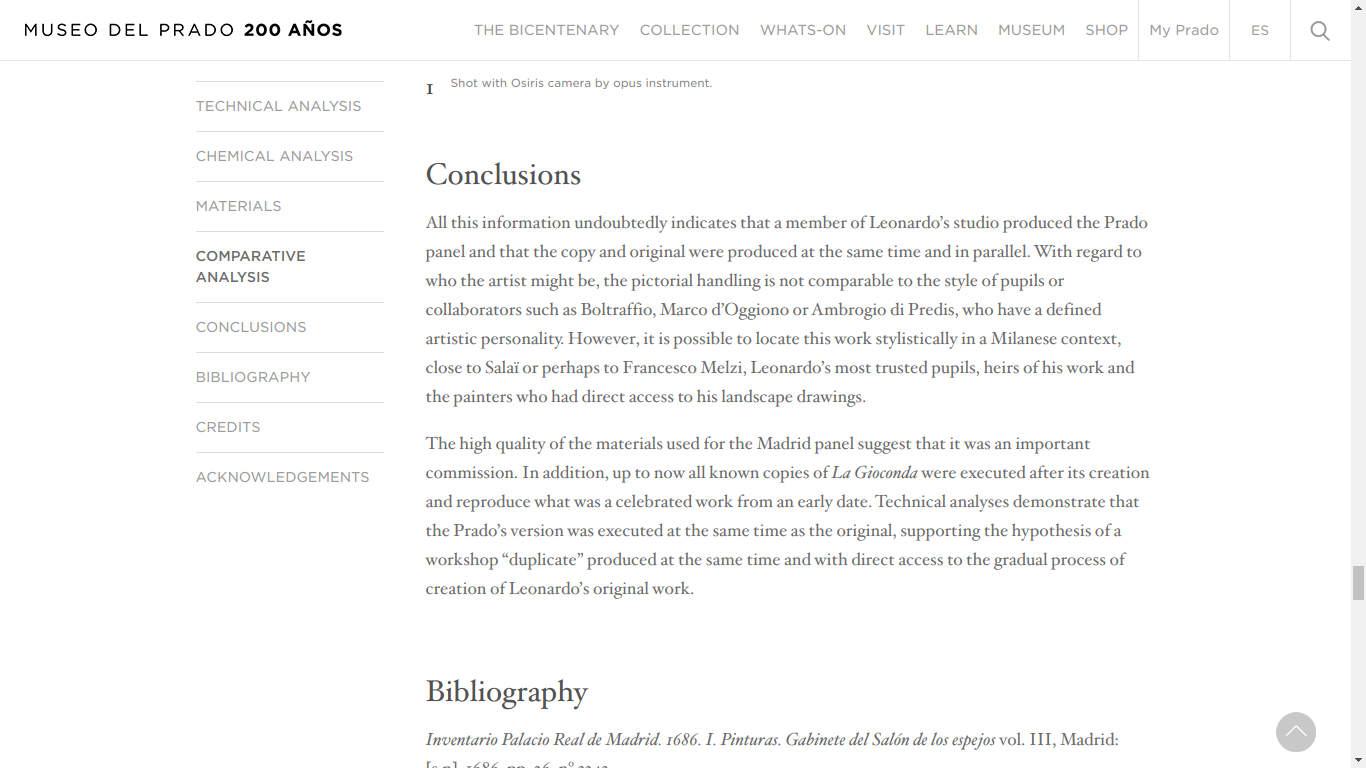 MUSEO DEL PRADO 200 AÑOS
THE BICENTENARY COLLECTION WHATS-ON VISIT LEARN MUSEUM SHOP My Prado ES
TECHNICAL ANALYSIS
CHEMICAL ANALYSIS
MATERIALS
COMPARATIVE
ANALYSIS
CONCLUSIONS
BIBLIOGRAPHY
CREDITS
ACKNOWLEDGEMENTS
1 Shot with Osiris camera by opus instrument.
Conclusions
All this information undoubtedly indicates that a member of Leonardo’s studio produced the Prado
panel and that the copy and original were produced at the same time and in parallel. With regard to
who the artist might be, the pictorial handling is not comparable to the style of pupils or
collaborators such as Boltraffio, Marco d’Oggiono or Ambrogio di Predis, who have a defined
artistic personality. However, it is possible to locate this work stylistically in a Milanese context,
close to Salaï or perhaps to Francesco Melzi, Leonardo’s most trusted pupils, heirs of his work and
the painters who had direct access to his landscape drawings.
The high quality of the materials used for the Madrid panel suggest that it was an important
commission. In addition, up to now all known copies of La Gioconda were executed after its creation
and reproduce what was a celebrated work from an early date. Technical analyses demonstrate that
the Prado’s version was executed at the same time as the original, supporting the hypothesis of a
workshop “duplicate” produced at the same time and with direct access to the gradual process of
creation of Leonardo’s original work.
Bibliography
Inventario Palacio Real de Madrid. 1686. I. Pinturas. Gabinete del Salón de los espejos vol. III, Madrid: